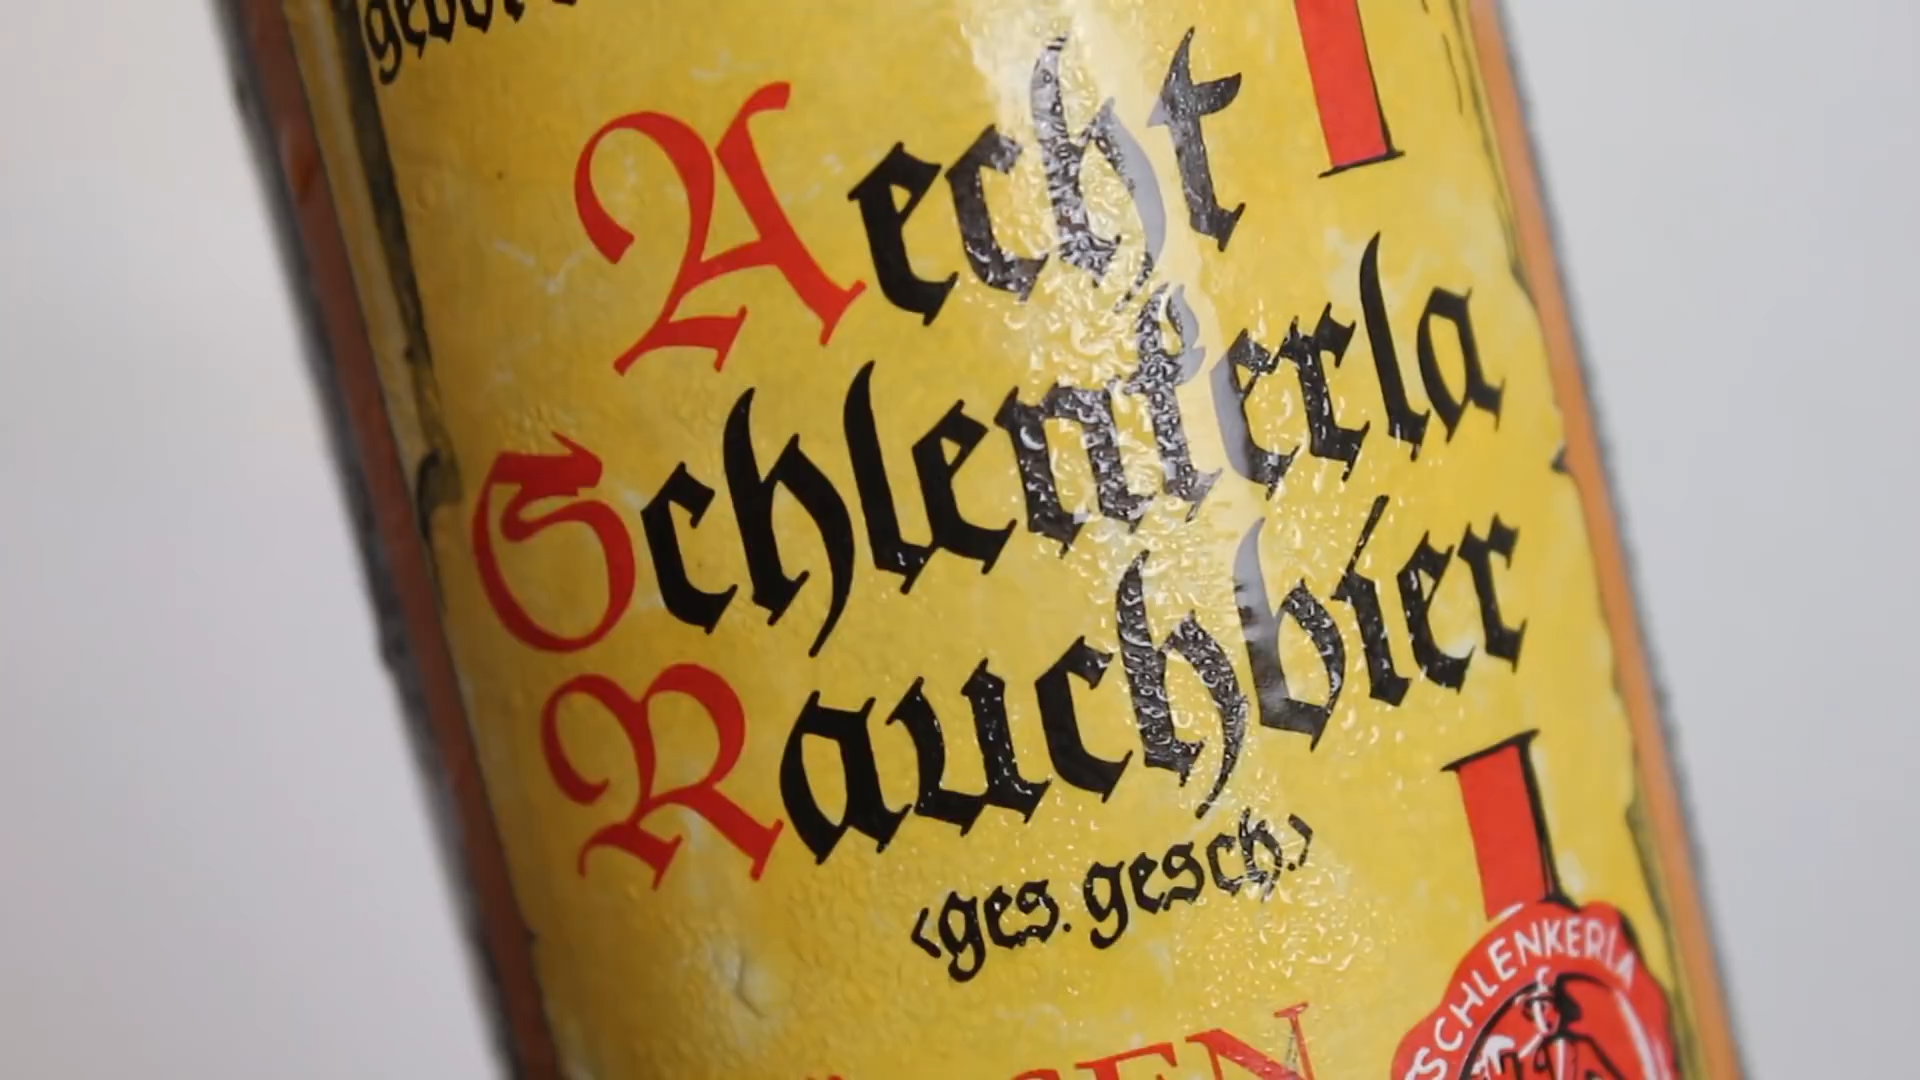 Aecht
Schlenkerla
Rauchbier
‹ges. gesch.›
SCHLENKERLA